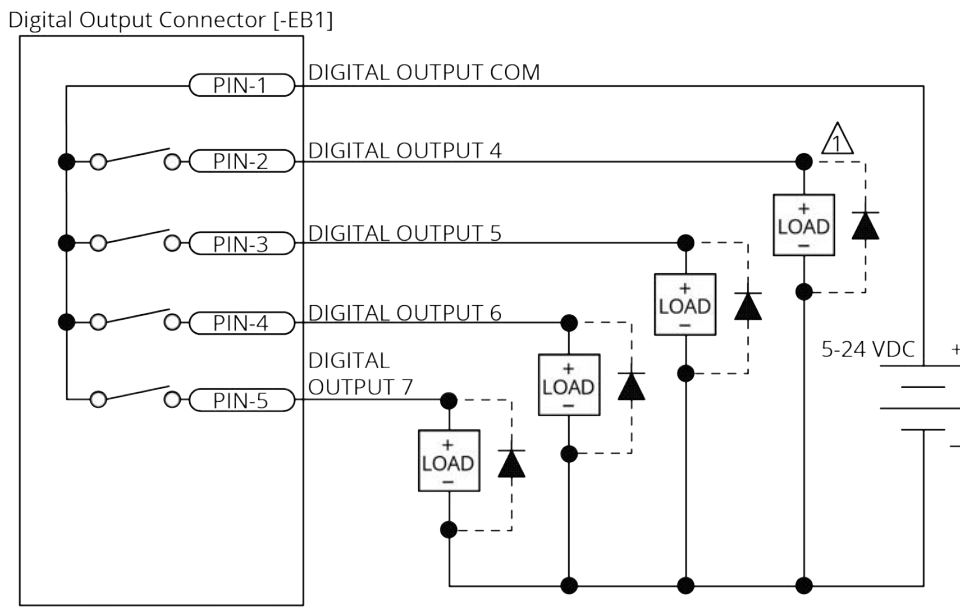 Digital Output Connector [-EB1]
PIN-1
DIGITAL OUTPUT COM
PIN-2
DIGITAL OUTPUT 4
1
+
LOAD
−
PIN-3
DIGITAL OUTPUT 5
+
LOAD
−
PIN-4
DIGITAL OUTPUT 6
+
LOAD
−
5-24 VDC
+
−
DIGITAL
OUTPUT 7
PIN-5
+
LOAD
−